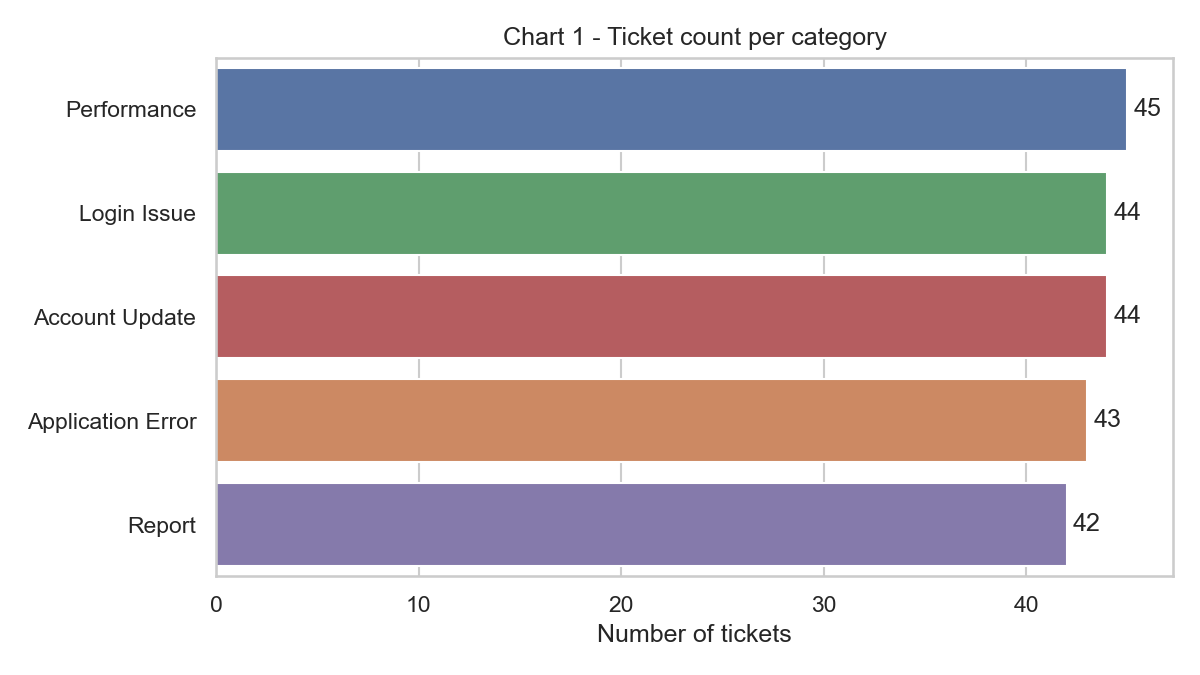 Chart 1 - Ticket count per category
Performance
45
Login Issue
44
Account Update
44
Application Error
43
Report
42
0 10 20 30 40
Number of tickets